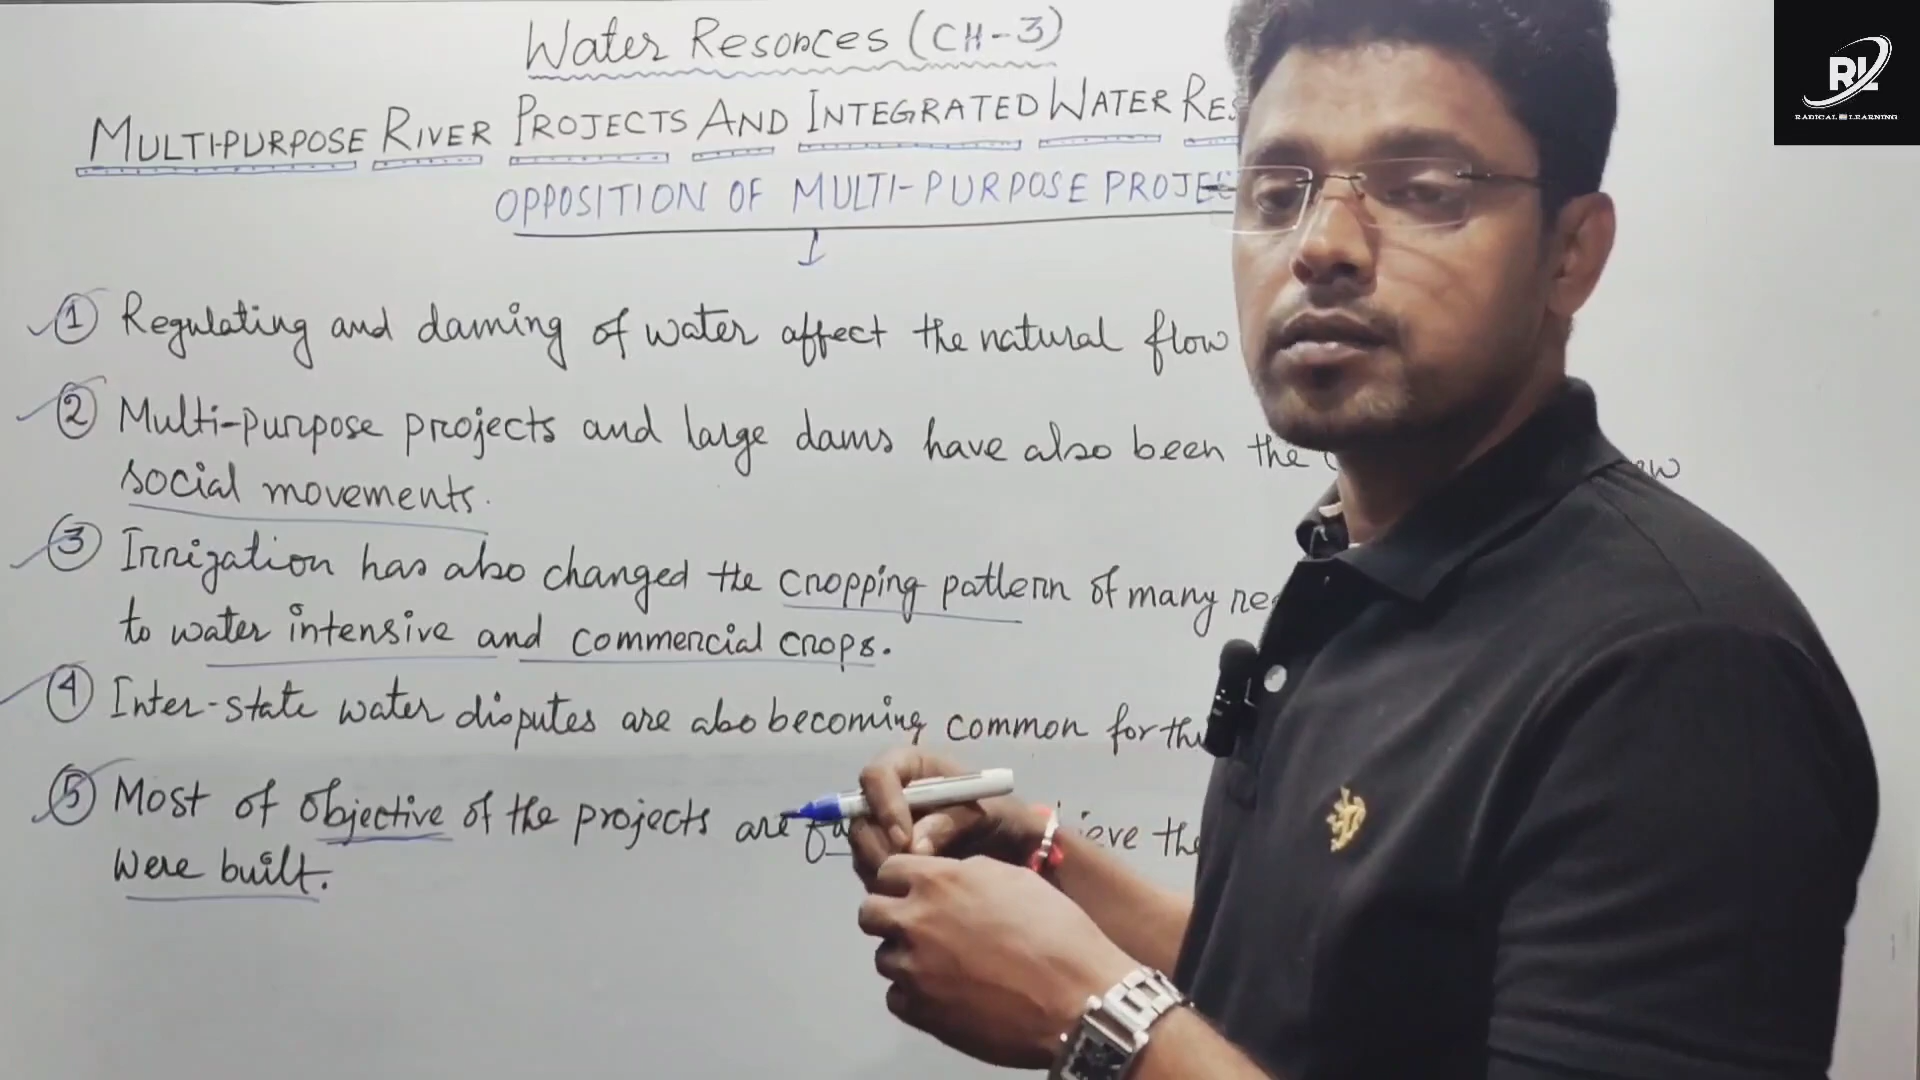 Water Resorces (CH-3)
MULTI-PURPOSE RIVER PROJECTS AND INTEGRATED WATER
OPPOSITION OF MULTI-PURPOSE
① Regulating and daming of water affect the natural flow
② Multi-purpose projects and large dams have also been the
social movements.
③ Irrigation has also changed the cropping pattern of many
to water intensive and commercial crops.
④ Inter-state water disputes are also becoming common for
⑤ Most of objective of the projects are the
were built.
RL
RADICAL LEARNING